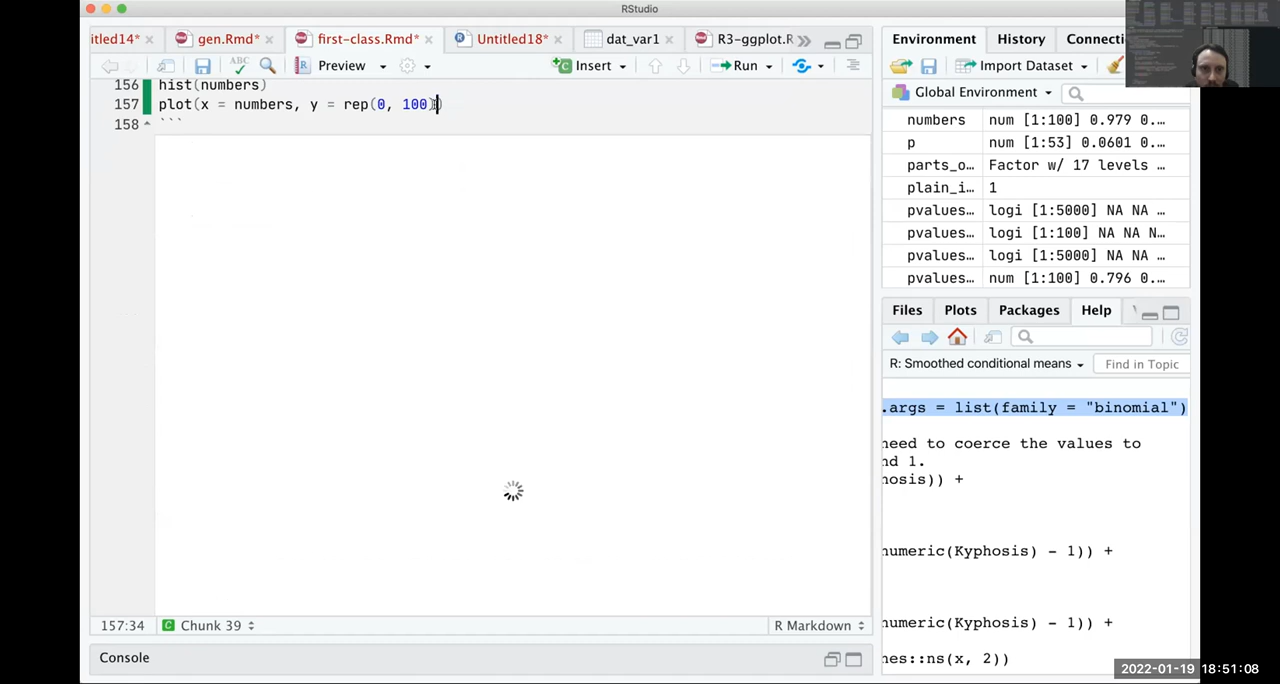 RStudio
itled14*
gen.Rmd*
first-class.Rmd*
Untitled18*
dat_var1
R3-ggplot.R
Environment
History
Connecti
ABC
Preview
Insert
Run
Import Dataset
Global Environment
156 hist(numbers)
157 plot(x = numbers, y = rep(0, 100))
158 ```
numbers num [1:100] 0.979 0.…
p num [1:53] 0.0601 0.…
parts_o… Factor w/ 17 levels …
plain_i… 1
pvalues… logi [1:5000] NA NA …
pvalues… logi [1:100] NA NA N…
pvalues… logi [1:5000] NA NA …
pvalues… num [1:100] 0.796 0.…
Files
Plots
Packages
Help
R: Smoothed conditional means
Find in Topic
.args = list(family = "binomial")
need to coerce the values to
nd 1.
nosis)) +
numeric(Kyphosis) - 1)) +
numeric(Kyphosis) - 1)) +
nes::ns(x, 2))
157:34
Chunk 39
R Markdown
Console
2022-01-19 18:51:08